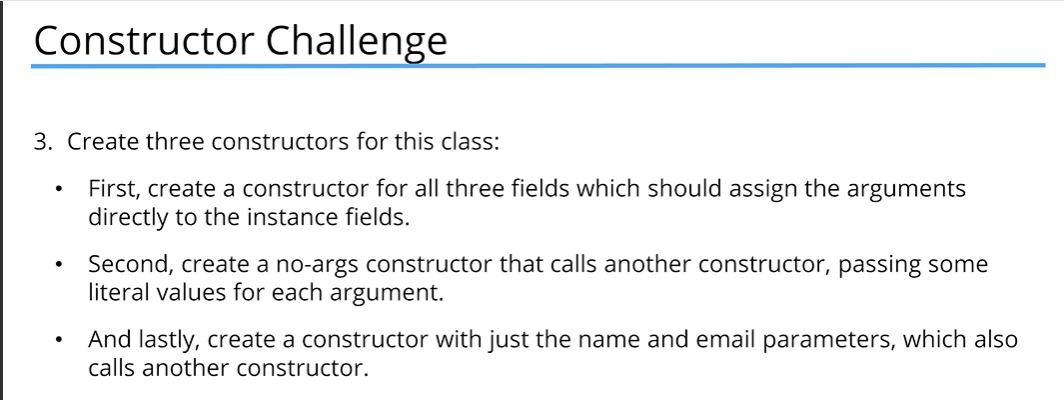 Constructor Challenge
3. Create three constructors for this class:
• First, create a constructor for all three fields which should assign the arguments
directly to the instance fields.
• Second, create a no-args constructor that calls another constructor, passing some
literal values for each argument.
• And lastly, create a constructor with just the name and email parameters, which also
calls another constructor.